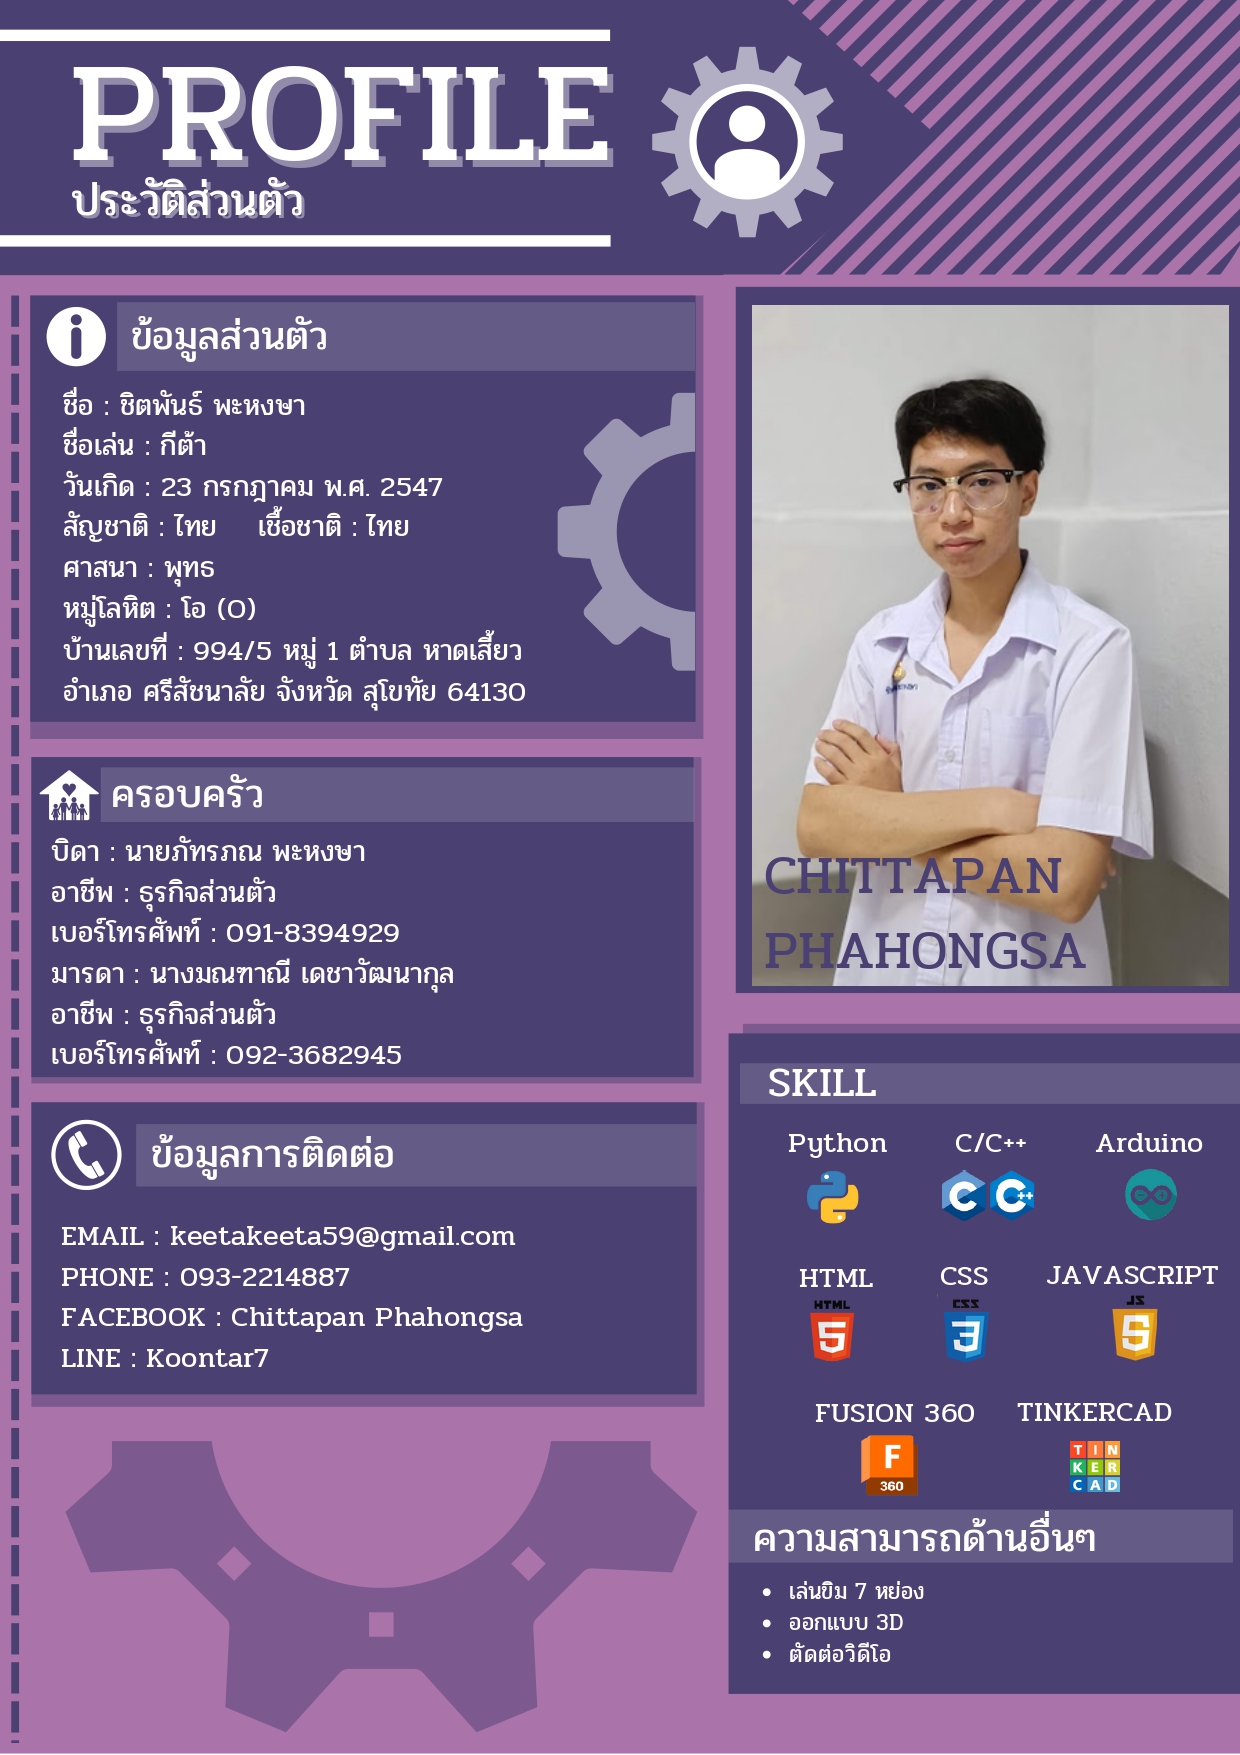 PROFILE
ประวัติส่วนตัว
ข้อมูลส่วนตัว
ชื่อ : ชิตพันธ์ พะหงษา
ชื่อเล่น : กีต้า
วันเกิด : 23 กรกฎาคม พ.ศ. 2547
สัญชาติ : ไทย เชื้อชาติ : ไทย
ศาสนา : พุทธ
หมู่โลหิต : โอ (O)
บ้านเลขที่ : 994/5 หมู่ 1 ตำบล หาดเสี้ยว
อำเภอ ศรีสัชนาลัย จังหวัด สุโขทัย 64130
ครอบครัว
บิดา : นายภัทรภณ พะหงษา
อาชีพ : ธุรกิจส่วนตัว
เบอร์โทรศัพท์ : 091-8394929
มารดา : นางมณฑาณี เดชาวัฒนากุล
อาชีพ : ธุรกิจส่วนตัว
เบอร์โทรศัพท์ : 092-3682945
ข้อมูลการติดต่อ
EMAIL : keetakeeta59@gmail.com
PHONE : 093-2214887
FACEBOOK : Chittapan Phahongsa
LINE : Koontar7
CHITTAPAN
PHAHONGSA
SKILL
Python C/C++ Arduino
C C++
HTML CSS JAVASCRIPT
HTML CSS JS
5 3 5
FUSION 360 TINKERCAD
F
360
TIN
KER
CAD
ความสามารถด้านอื่นๆ
• เล่นขิม 7 หย่อง
• ออกแบบ 3D
• ตัดต่อวิดีโอ